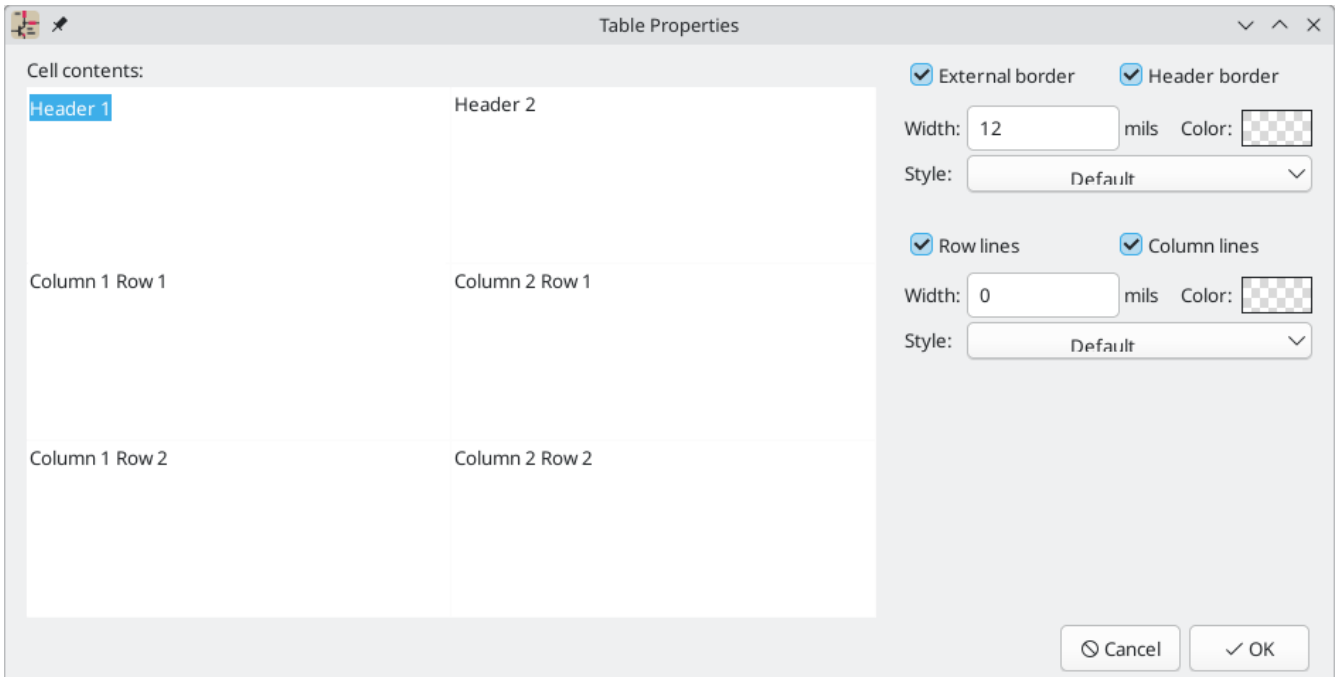 Table Properties
Cell contents:
Header 1
Header 2
Column 1 Row 1
Column 2 Row 1
Column 1 Row 2
Column 2 Row 2
External border
Header border
Width: 12 mils Color:
Style: Default
Row lines
Column lines
Width: 0 mils Color:
Style: Default
Cancel
OK